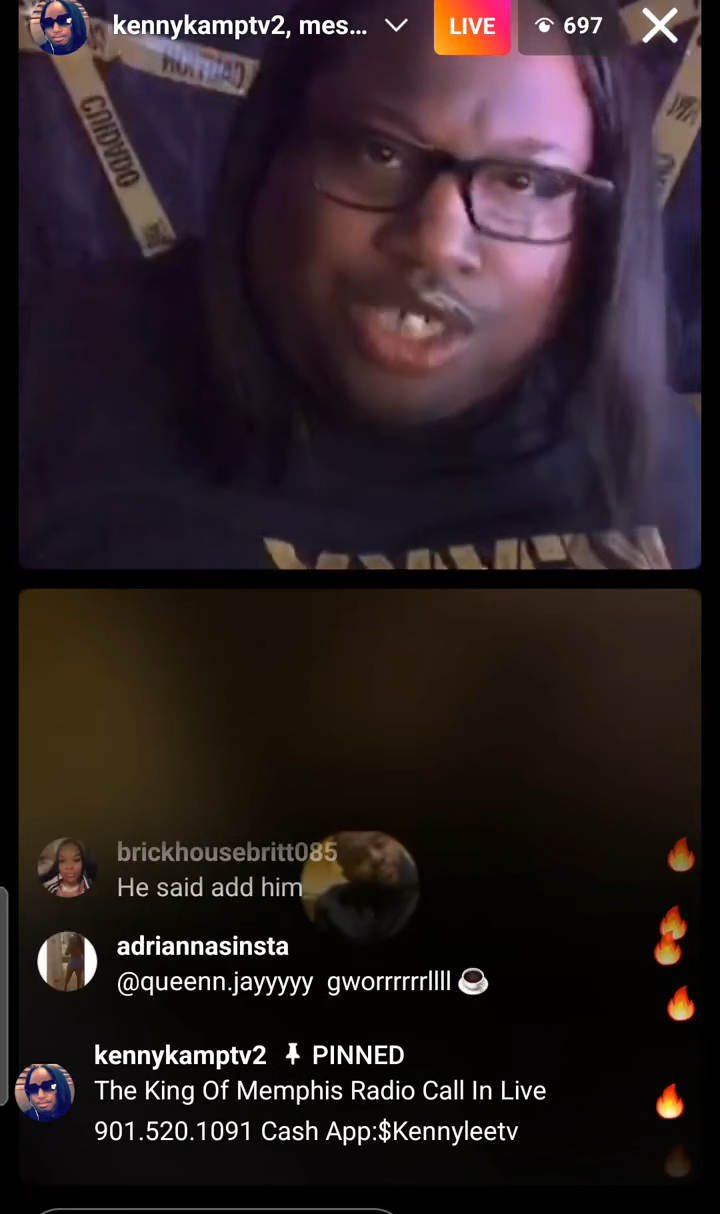 kennykamptv2, mes...
LIVE
697
CUIDADO
brickhousebritt085
He said add him
adriannasinsta
@queenn.jayyyyy gworrrrrrllll ☕
kennykamptv2 📌 PINNED
The King Of Memphis Radio Call In Live
901.520.1091 Cash App:$Kennyleetv